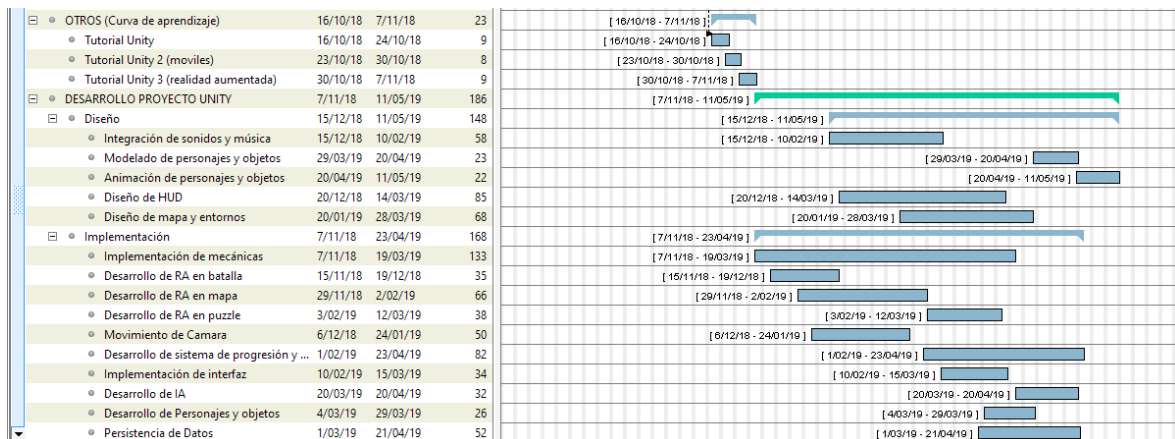 OTROS (Curva de aprendizaje) 16/10/18 7/11/18 23 [ 16/10/18 - 7/11/18 ]
Tutorial Unity 16/10/18 24/10/18 9 [ 16/10/18 - 24/10/18 ]
Tutorial Unity 2 (moviles) 23/10/18 30/10/18 8 [ 23/10/18 - 30/10/18 ]
Tutorial Unity 3 (realidad aumentada) 30/10/18 7/11/18 9 [ 30/10/18 - 7/11/18 ]
DESARROLLO PROYECTO UNITY 7/11/18 11/05/19 186 [ 7/11/18 - 11/05/19 ]
Diseño 15/12/18 11/05/19 148 [ 15/12/18 - 11/05/19 ]
Integración de sonidos y música 15/12/18 10/02/19 58 [ 15/12/18 - 10/02/19 ]
Modelado de personajes y objetos 29/03/19 20/04/19 23 [ 29/03/19 - 20/04/19 ]
Animación de personajes y objetos 20/04/19 11/05/19 22 [ 20/04/19 - 11/05/19 ]
Diseño de HUD 20/12/18 14/03/19 85 [ 20/12/18 - 14/03/19 ]
Diseño de mapa y entornos 20/01/19 28/03/19 68 [ 20/01/19 - 28/03/19 ]
Implementación 7/11/18 23/04/19 168 [ 7/11/18 - 23/04/19 ]
Implementación de mecánicas 7/11/18 19/03/19 133 [ 7/11/18 - 19/03/19 ]
Desarrollo de RA en batalla 15/11/18 19/12/18 35 [ 15/11/18 - 19/12/18 ]
Desarrollo de RA en mapa 29/11/18 2/02/19 66 [ 29/11/18 - 2/02/19 ]
Desarrollo de RA en puzzle 3/02/19 12/03/19 38 [ 3/02/19 - 12/03/19 ]
Movimiento de Camara 6/12/18 24/01/19 50 [ 6/12/18 - 24/01/19 ]
Desarrollo de sistema de progresión y ... 1/02/19 23/04/19 82 [ 1/02/19 - 23/04/19 ]
Implementación de interfaz 10/02/19 15/03/19 34 [ 10/02/19 - 15/03/19 ]
Desarrollo de IA 20/03/19 20/04/19 32 [ 20/03/19 - 20/04/19 ]
Desarrollo de Personajes y objetos 4/03/19 29/03/19 26 [ 4/03/19 - 29/03/19 ]
Persistencia de Datos 1/03/19 21/04/19 52 [ 1/03/19 - 21/04/19 ]